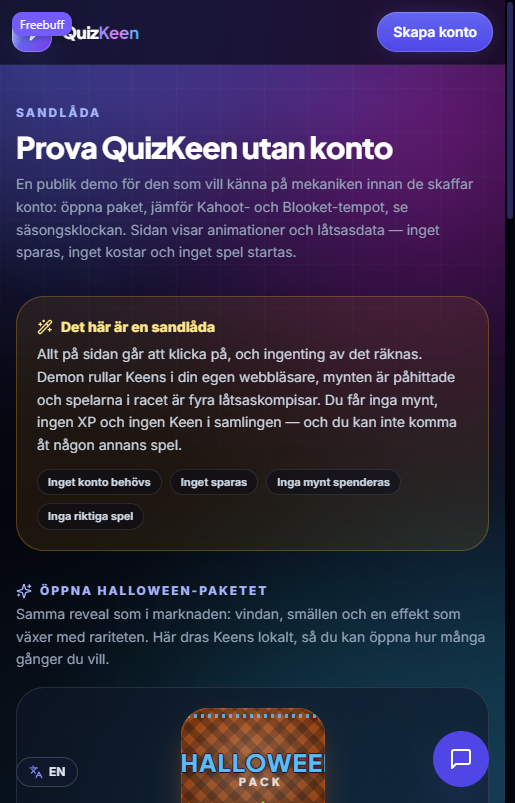 Freebuff
QuizKeen
Skapa konto
SANDLÅDA
Prova QuizKeen utan konto
En publik demo för den som vill känna på mekaniken innan de skaffar
konto: öppna paket, jämför Kahoot- och Blooket-tempot, se
säsongsklockan. Sidan visar animationer och låtsasdata — inget
sparas, inget kostar och inget spel startas.
Det här är en sandlåda
Allt på sidan går att klicka på, och ingenting av det räknas.
Demon rullar Keens i din egen webbläsare, mynten är påhittade
och spelarna i racet är fyra låtsaskompisar. Du får inga mynt,
ingen XP och ingen Keen i samlingen — och du kan inte komma
åt någon annans spel.
Inget konto behövs
Inget sparas
Inga mynt spenderas
Inga riktiga spel
ÖPPNA HALLOWEEN-PAKETET
Samma reveal som i marknaden: vindan, smällen och en effekt som
växer med rariteten. Här dras Keens lokalt, så du kan öppna hur många
gånger du vill.
HALLOWEE
PACK
EN